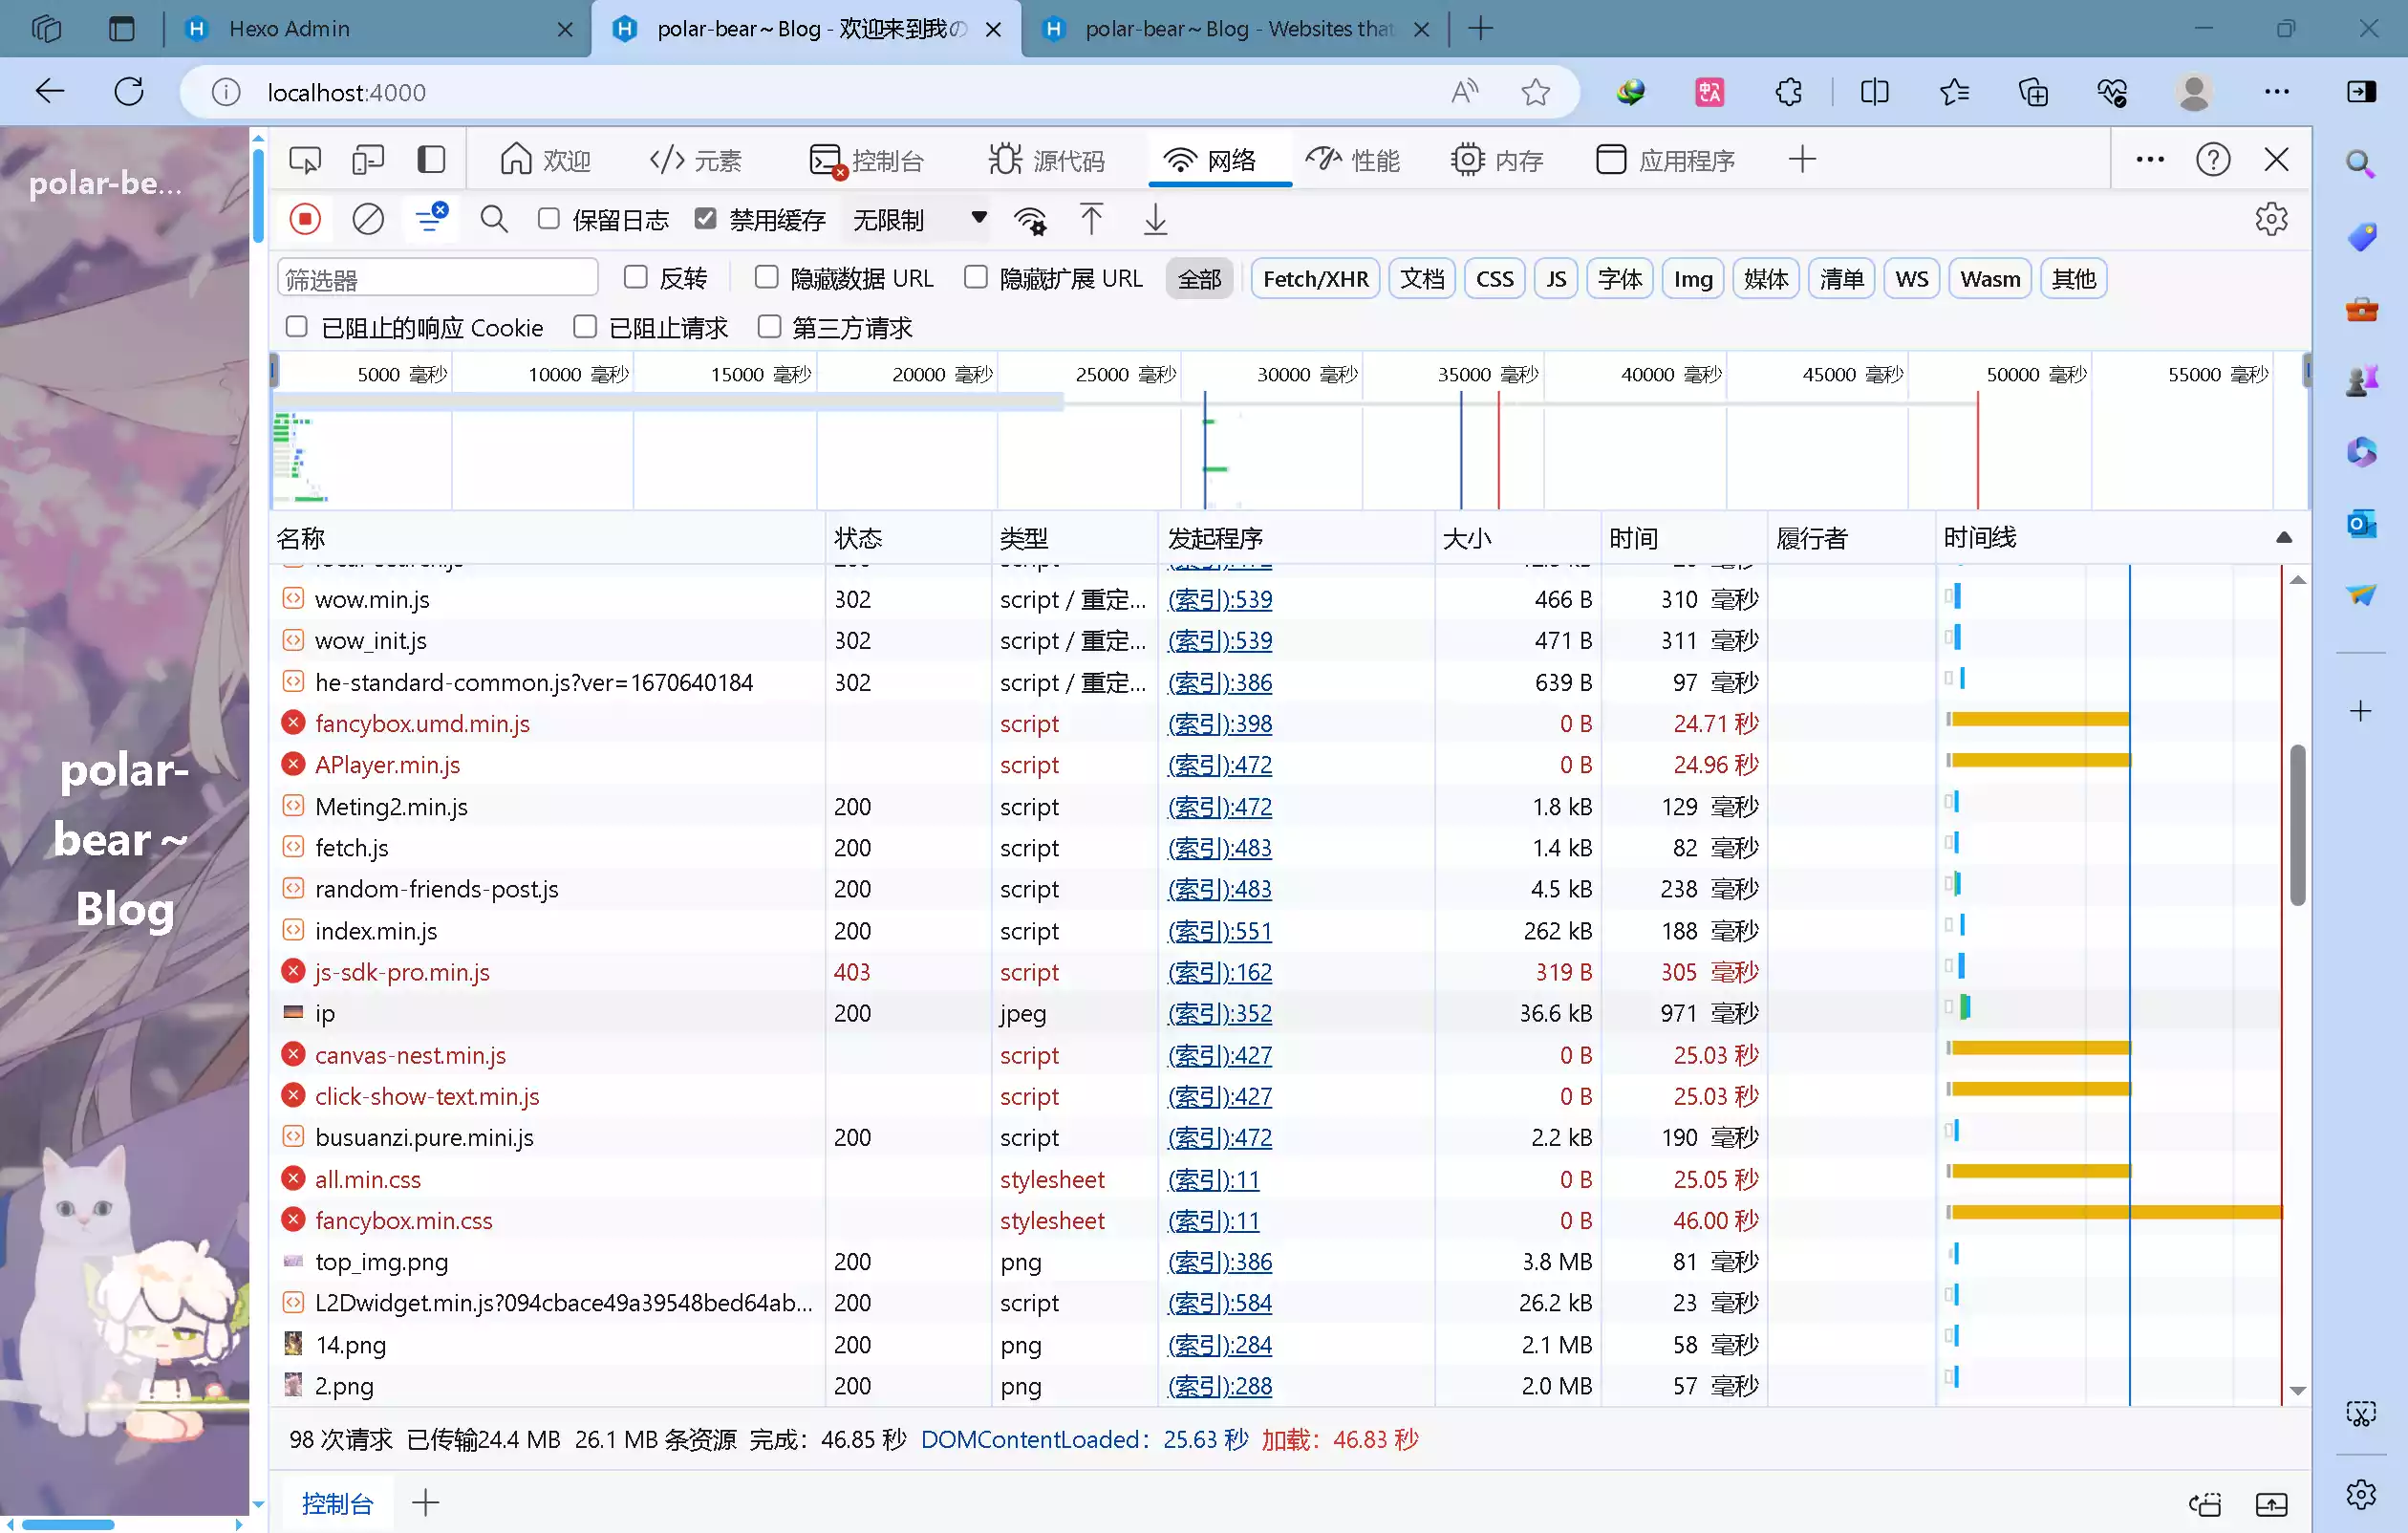 Hexo Admin
polar-bear～Blog - 欢迎来到我の
polar-bear～Blog - Websites that
localhost:4000
polar-be...
polar-
bear～
Blog
欢迎 元素 控制台 源代码 网络 性能 内存 应用程序
保留日志 禁用缓存 无限制
筛选器 反转 隐藏数据 URL 隐藏扩展 URL 全部 Fetch/XHR 文档 CSS JS 字体 Img 媒体 清单 WS Wasm 其他
已阻止的响应 Cookie 已阻止请求 第三方请求
5000 毫秒 10000 毫秒 15000 毫秒 20000 毫秒 25000 毫秒 30000 毫秒 35000 毫秒 40000 毫秒 45000 毫秒 50000 毫秒 55000 毫秒
名称 状态 类型 发起程序 大小 时间 履行者 时间线
wow.min.js 302 script / 重定... (索引):539 466 B 310 毫秒
wow_init.js 302 script / 重定... (索引):539 471 B 311 毫秒
he-standard-common.js?ver=1670640184 302 script / 重定... (索引):386 639 B 97 毫秒
fancybox.umd.min.js script (索引):398 0 B 24.71 秒
APlayer.min.js script (索引):472 0 B 24.96 秒
Meting2.min.js 200 script (索引):472 1.8 kB 129 毫秒
fetch.js 200 script (索引):483 1.4 kB 82 毫秒
random-friends-post.js 200 script (索引):483 4.5 kB 238 毫秒
index.min.js 200 script (索引):551 262 kB 188 毫秒
js-sdk-pro.min.js 403 script (索引):162 319 B 305 毫秒
ip 200 jpeg (索引):352 36.6 kB 971 毫秒
canvas-nest.min.js script (索引):427 0 B 25.03 秒
click-show-text.min.js script (索引):427 0 B 25.03 秒
busuanzi.pure.mini.js 200 script (索引):472 2.2 kB 190 毫秒
all.min.css stylesheet (索引):11 0 B 25.05 秒
fancybox.min.css stylesheet (索引):11 0 B 46.00 秒
top_img.png 200 png (索引):386 3.8 MB 81 毫秒
L2Dwidget.min.js?094cbace49a39548bed64ab... 200 script (索引):584 26.2 kB 23 毫秒
14.png 200 png (索引):284 2.1 MB 58 毫秒
2.png 200 png (索引):288 2.0 MB 57 毫秒
98 次请求 已传输24.4 MB 26.1 MB 条资源 完成：46.85 秒 DOMContentLoaded：25.63 秒 加载：46.83 秒
控制台